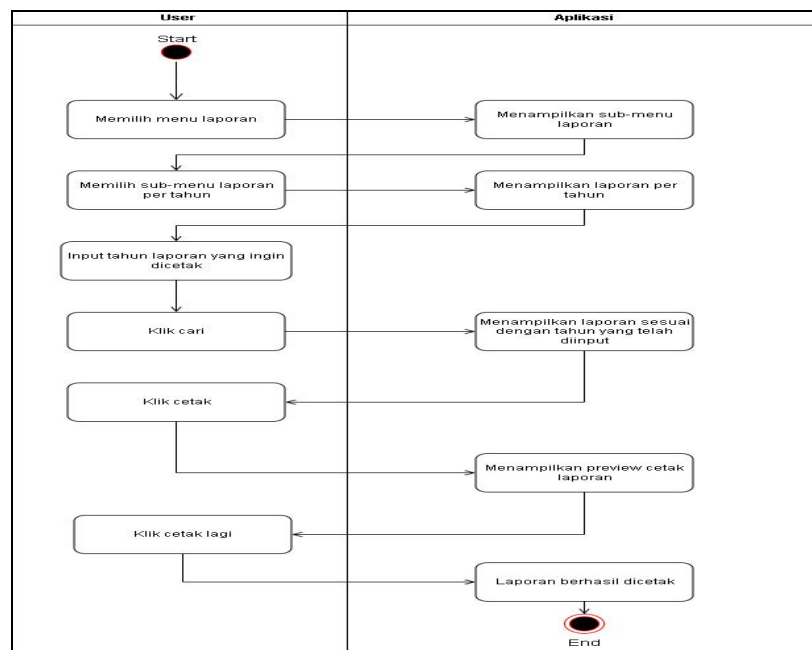 User
Aplikasi
Start
Memilih menu laporan
Menampilkan sub-menu
laporan
Memilih sub-menu laporan
per tahun
Menampilkan laporan per
tahun
Input tahun laporan yang ingin
dicetak
Klik cari
Menampilkan laporan sesuai
dengan tahun yang telah
diinput
Klik cetak
Menampilkan preview cetak
laporan
Klik cetak lagi
Laporan berhasil dicetak
End